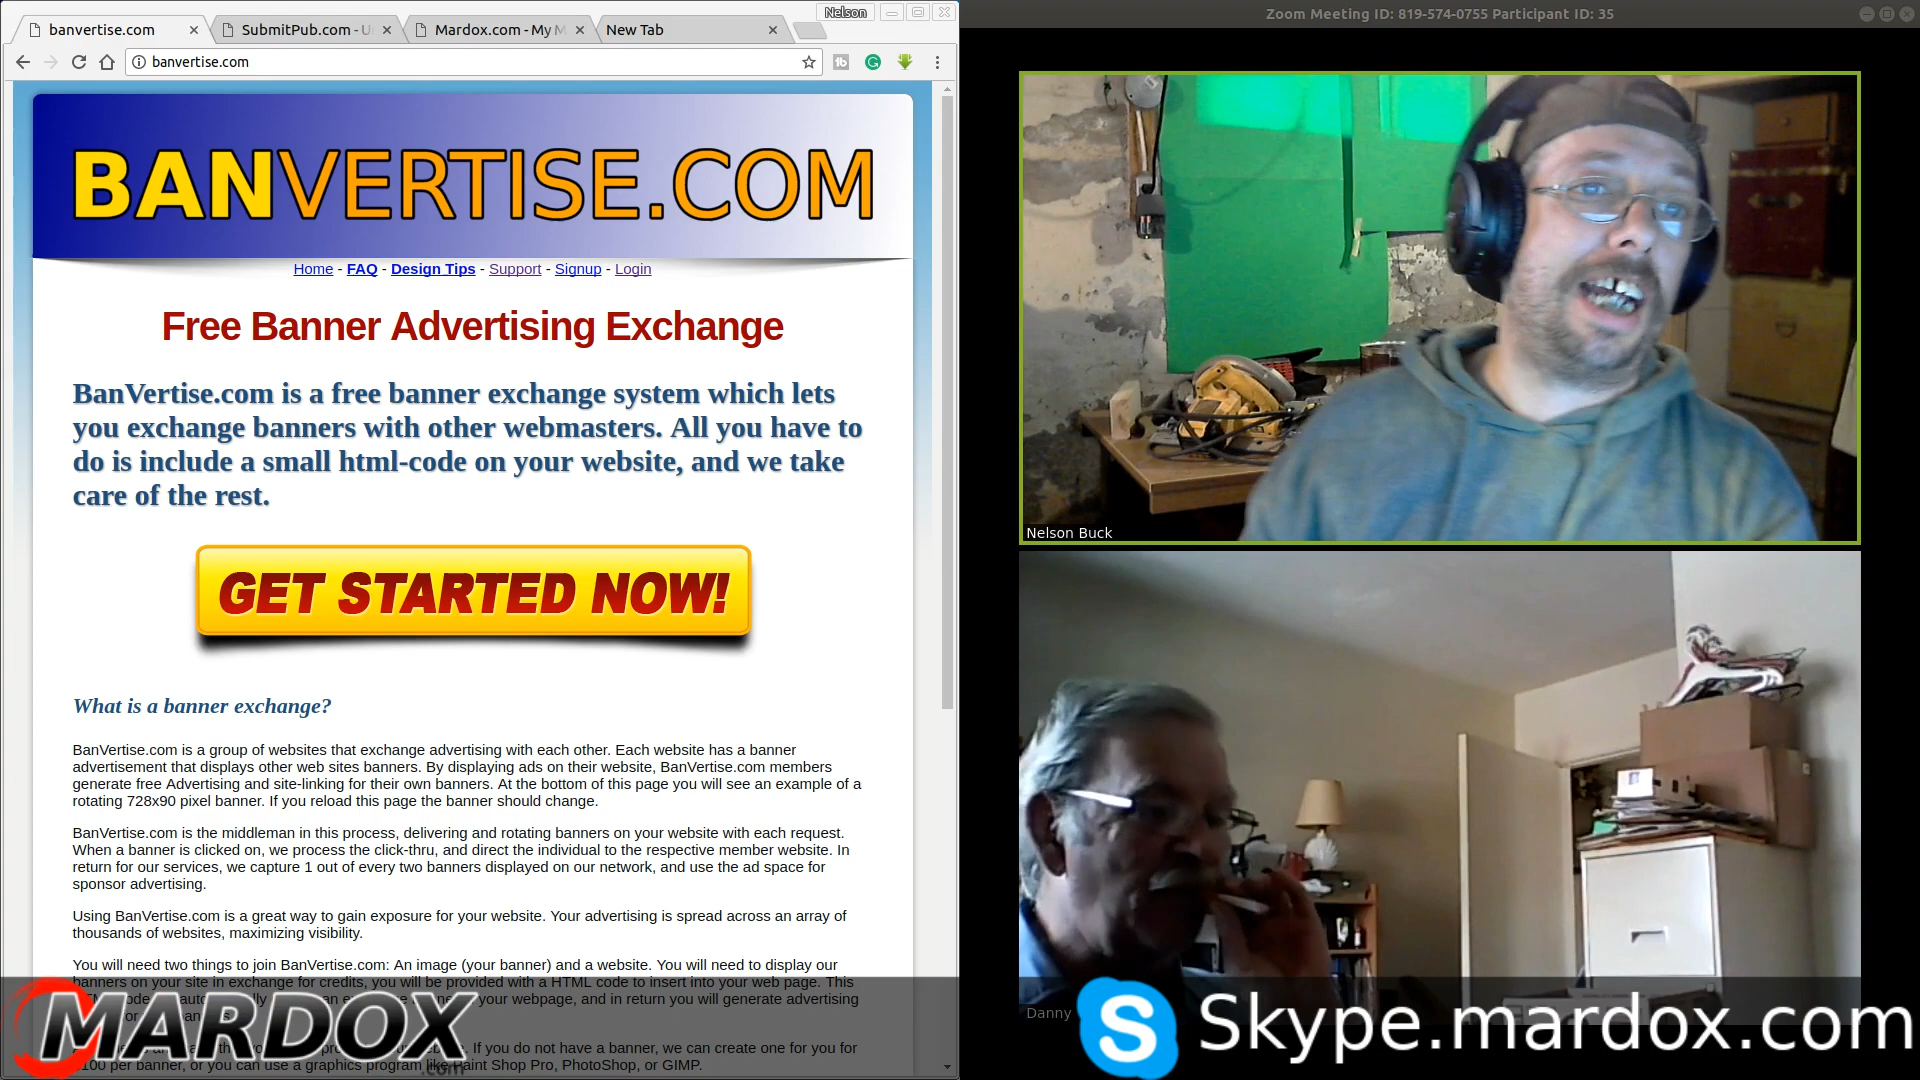 Nelson
banvertise.com
SubmitPub.com - U
Mardox.com - My M
New Tab
banvertise.com
BANVERTISE.COM
Home - FAQ - Design Tips - Support - Signup - Login
Free Banner Advertising Exchange
BanVertise.com is a free banner exchange system which lets
you exchange banners with other webmasters. All you have to
do is include a small html-code on your website, and we take
care of the rest.
GET STARTED NOW!
What is a banner exchange?
BanVertise.com is a group of websites that exchange advertising with each other. Each website has a banner
advertisement that displays other web sites banners. By displaying ads on their website, BanVertise.com members
generate free Advertising and site-linking for their own banners. At the bottom of this page you will see an example of a
rotating 728x90 pixel banner. If you reload this page the banner should change.
BanVertise.com is the middleman in this process, delivering and rotating banners on your website with each request.
When a banner is clicked on, we process the click-thru, and direct the individual to the respective member website. In
return for our services, we capture 1 out of every two banners displayed on our network, and use the ad space for
sponsor advertising.
Using BanVertise.com is a great way to gain exposure for your website. Your advertising is spread across an array of
thousands of websites, maximizing visibility.
You will need two things to join BanVertise.com: An image (your banner) and a website. You will need to display our
banners on your site in exchange for credits, you will be provided with a HTML code to insert into your web page. This
your webpage, and in return you will generate advertising
If you do not have a banner, we can create one for you for
$100 per banner, or you can use a graphics program like Paint Shop Pro, PhotoShop, or GIMP.
MARDOX
.com
Zoom Meeting ID: 819-574-0755 Participant ID: 35
Nelson Buck
Danny
Skype.mardox.com